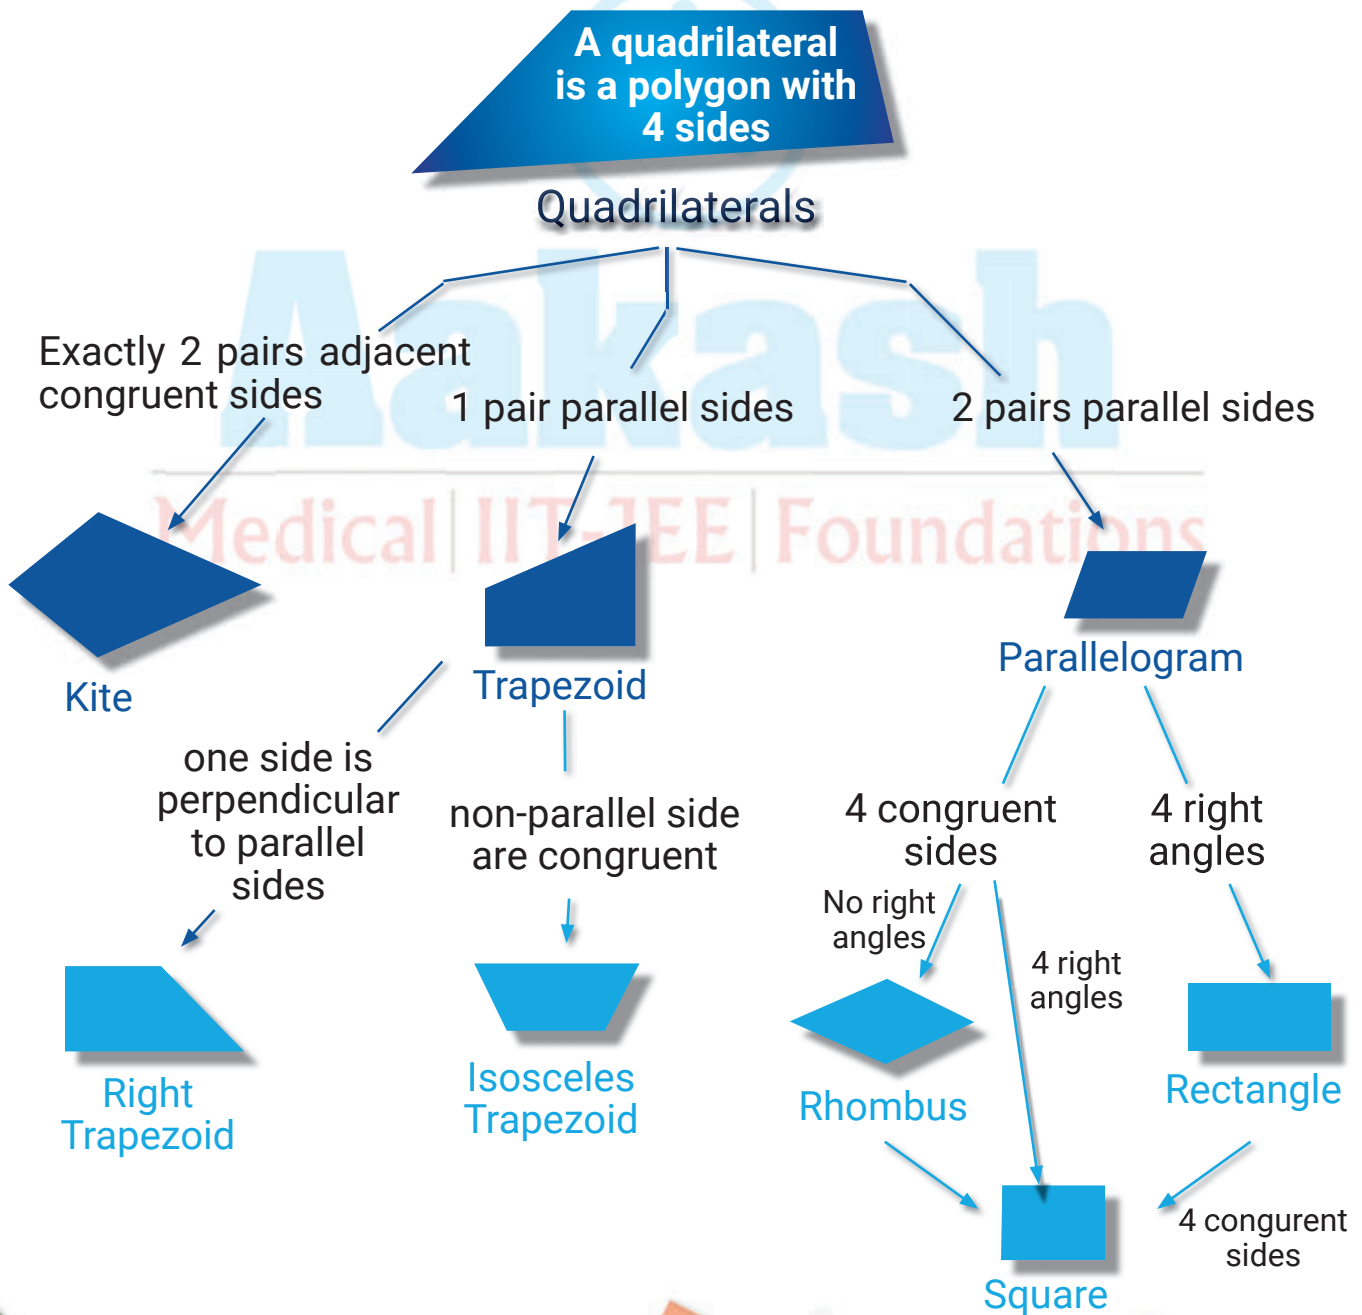 A quadrilateral
is a polygon with
4 sides
Quadrilaterals
Aakash
Medical | IIT-JEE | Foundations
Exactly 2 pairs adjacent
congruent sides
1 pair parallel sides
2 pairs parallel sides
Kite
Trapezoid
Parallelogram
one side is
perpendicular
to parallel
sides
non-parallel side
are congruent
4 congruent
sides
4 right
angles
No right
angles
4 right
angles
Right
Trapezoid
Isosceles
Trapezoid
Rhombus
Rectangle
4 congurent
sides
Square